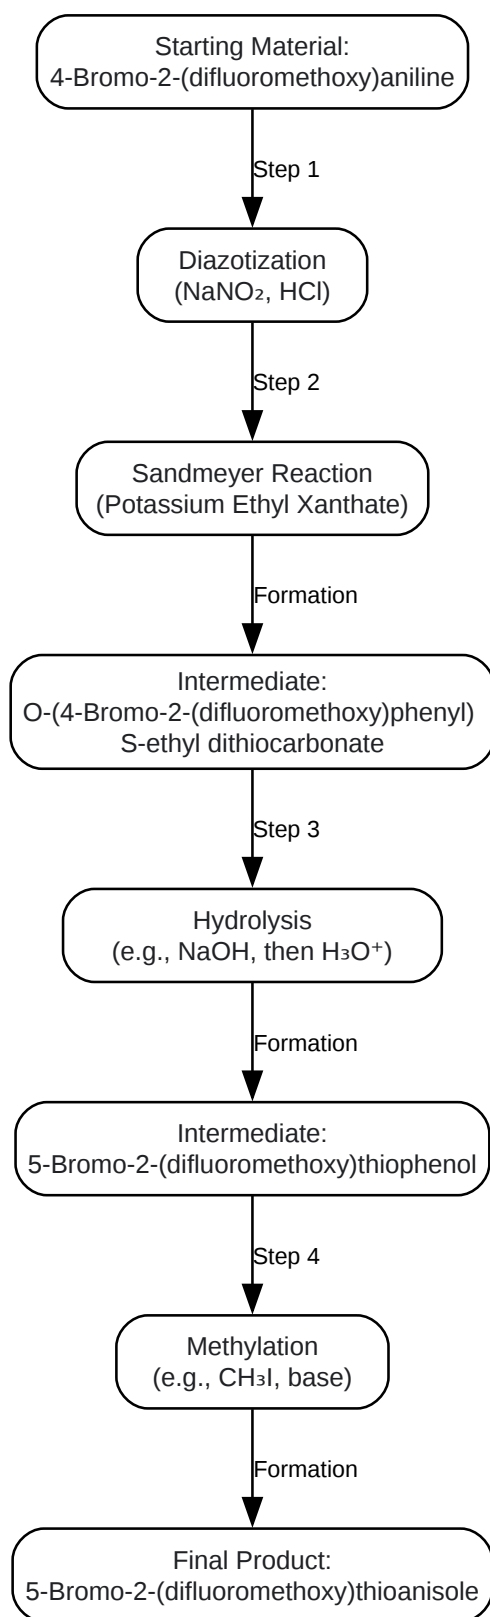 Starting Material:
4-Bromo-2-(difluoromethoxy)aniline
Step 1
Diazotization
(NaNO₂, HCl)
Step 2
Sandmeyer Reaction
(Potassium Ethyl Xanthate)
Formation
Intermediate:
O-(4-Bromo-2-(difluoromethoxy)phenyl)
S-ethyl dithiocarbonate
Step 3
Hydrolysis
(e.g., NaOH, then H₃O⁺)
Formation
Intermediate:
5-Bromo-2-(difluoromethoxy)thiophenol
Step 4
Methylation
(e.g., CH₃I, base)
Formation
Final Product:
5-Bromo-2-(difluoromethoxy)thioanisole